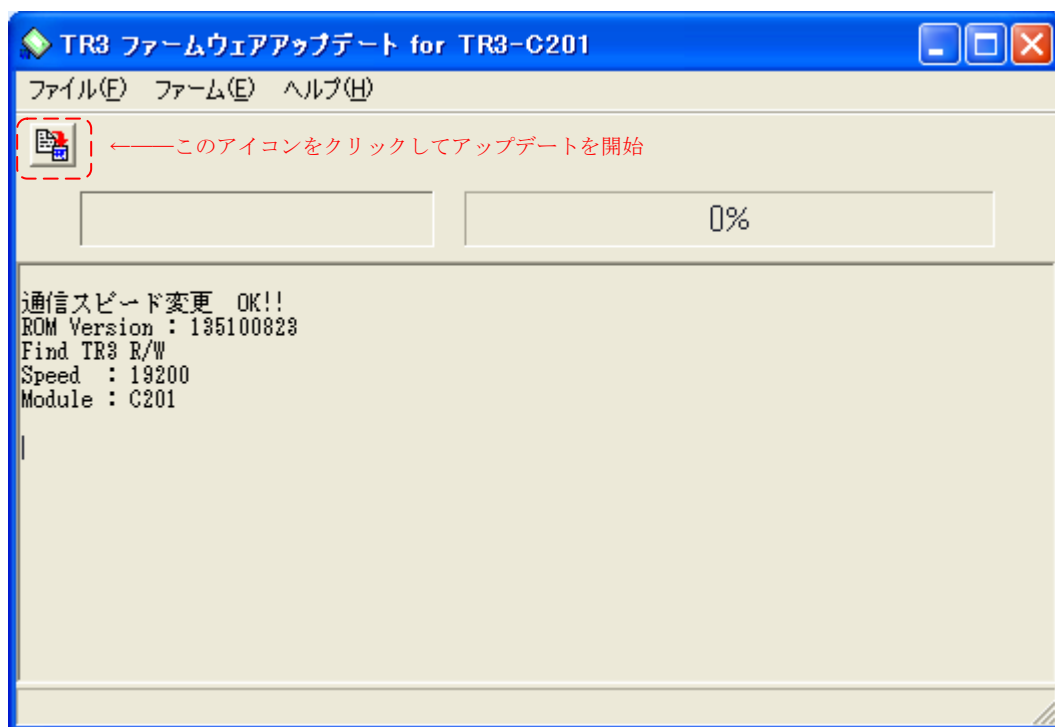 TR3 ファームウェアアップデート for TR3-C201
ファイル(F) ファーム(E) ヘルプ(H)
←――このアイコンをクリックしてアップデートを開始
0%
通信スピード変更 OK!!
ROM Version : 135100823
Find TR3 R/W
Speed : 19200
Module : C201